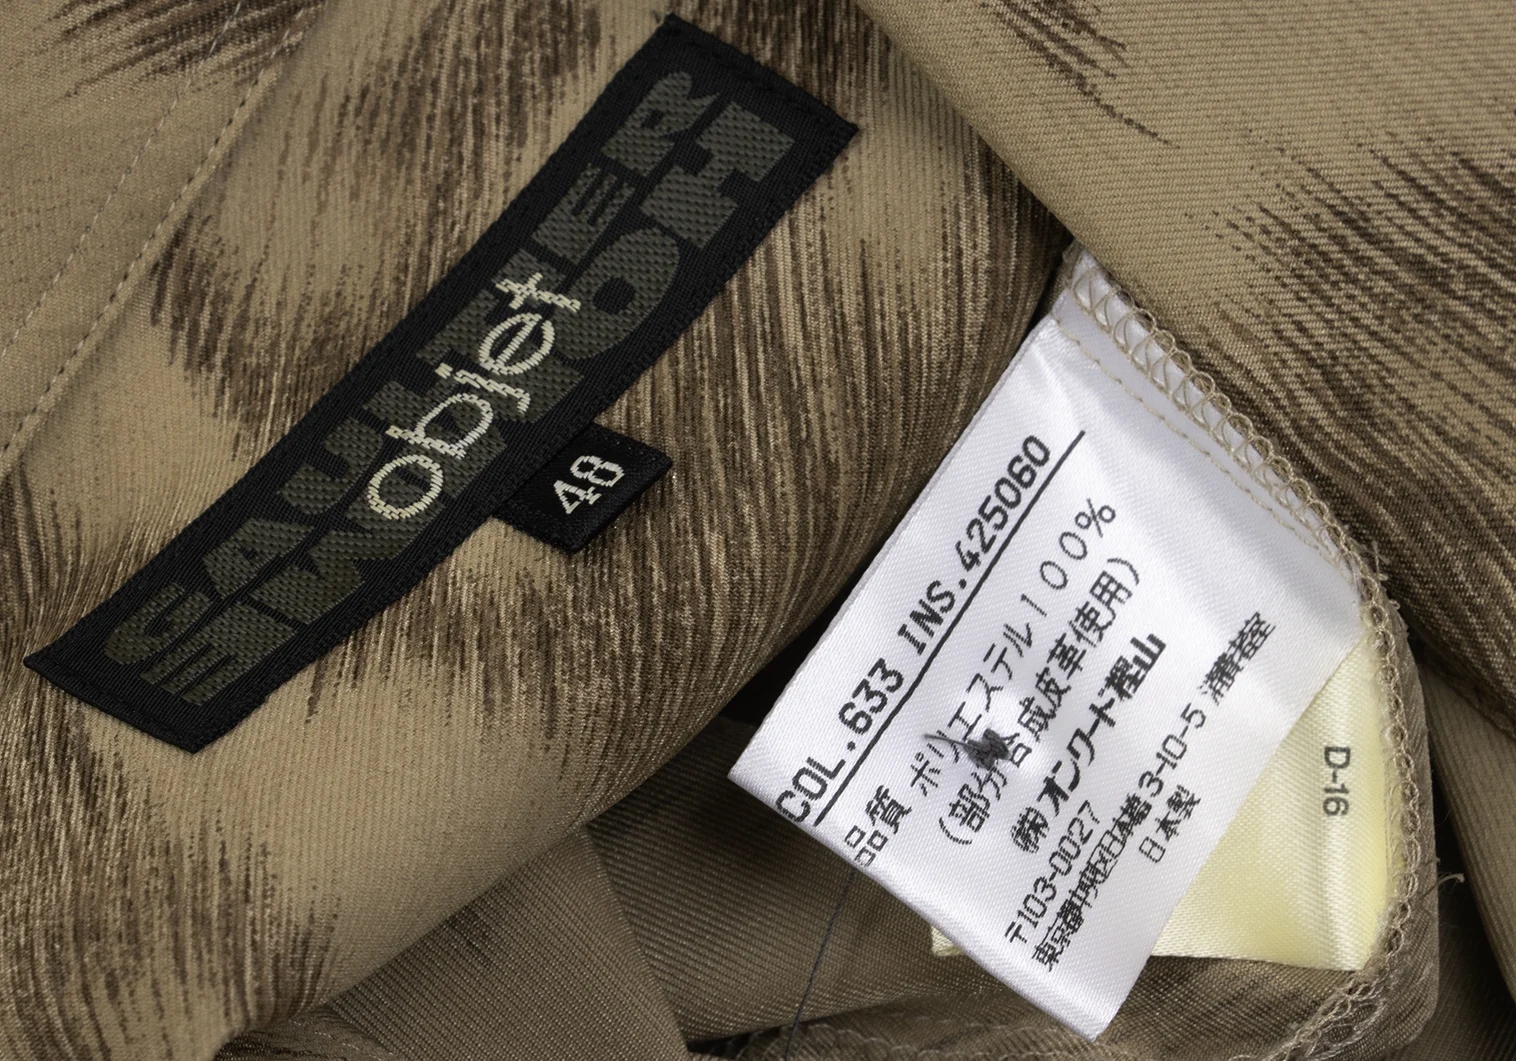 GAULTIER
HOMME
objet
48
COL.633 INS.425060
品質 ポリエステル100%
(部分合成皮革使用)
㈱オンワード樫山
〒103-0027
東京都中央区日本橋 3-10-5
日本製
D-16